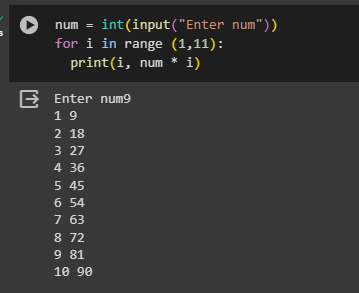 num = int(input("Enter num"))
for i in range (1,11):
  print(i, num * i)
Enter num9
1 9
2 18
3 27
4 36
5 45
6 54
7 63
8 72
9 81
10 90